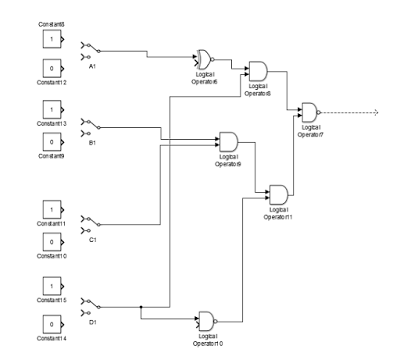 Constant8
1
0
Constant12
A1
Constant13
1
0
Constant9
B1
Constant11
1
0
Constant10
C1
Constant15
1
0
Constant14
D1
Logical
Operator6
Logical
Operator8
Logical
Operator7
Logical
Operator9
Logical
Operator11
Logical
Operator10